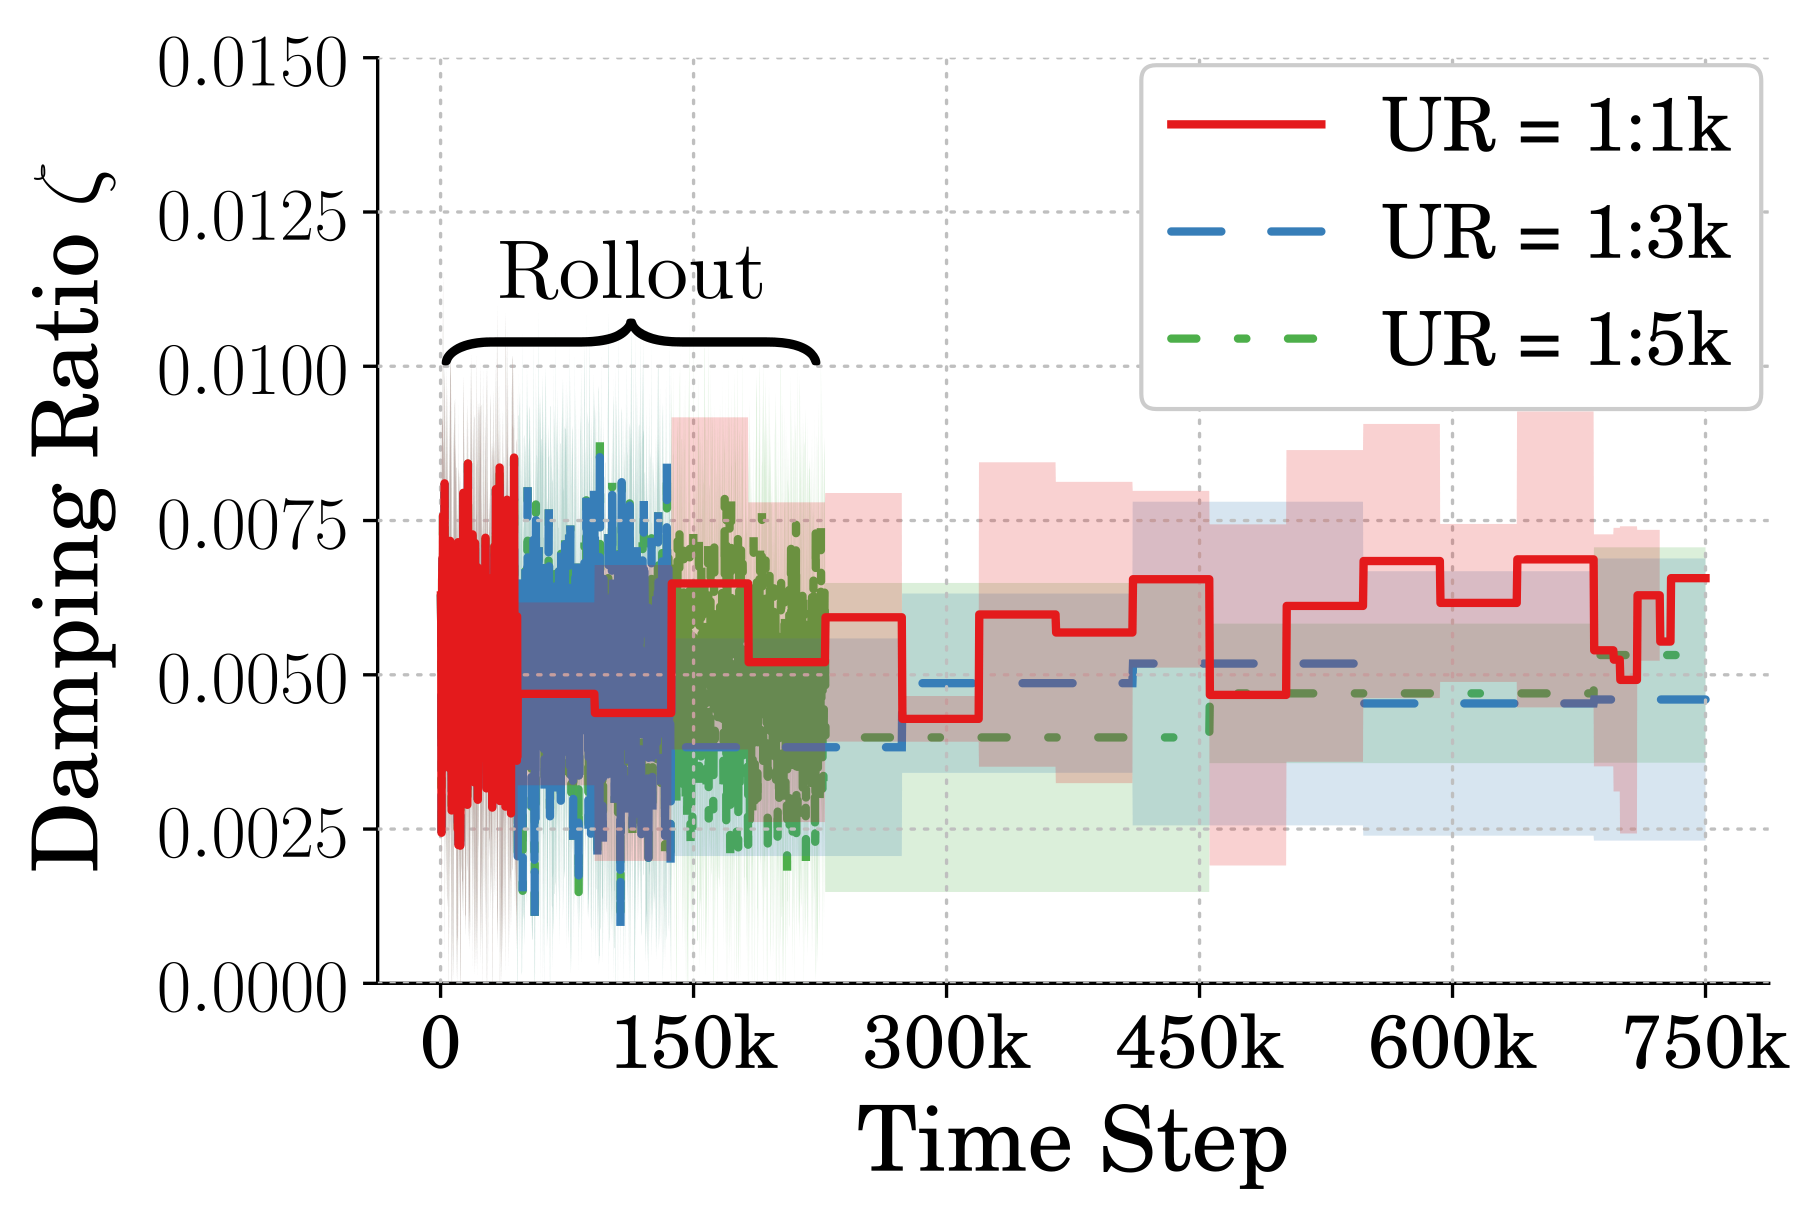 0.0150
0.0125
0.0100
0.0075
0.0050
0.0025
0.0000
Damping Ratio ζ
Rollout
UR = 1:1k
UR = 1:3k
UR = 1:5k
0 150k 300k 450k 600k 750k
Time Step